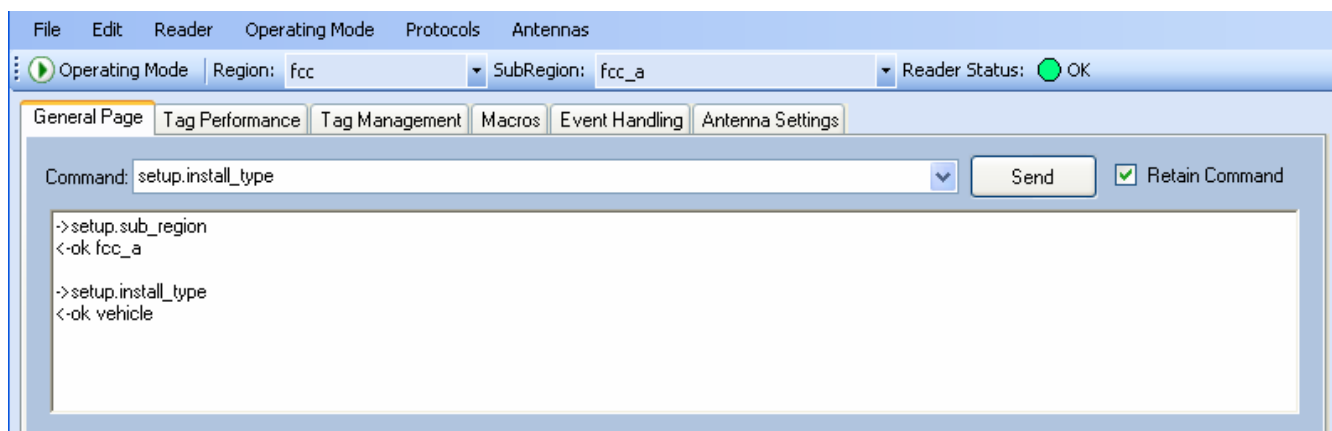 File Edit Reader Operating Mode Protocols Antennas
Operating Mode Region: fcc SubRegion: fcc_a Reader Status: OK
General Page Tag Performance Tag Management Macros Event Handling Antenna Settings
Command: setup.install_type Send Retain Command
->setup.sub_region
<-ok fcc_a
->setup.install_type
<-ok vehicle